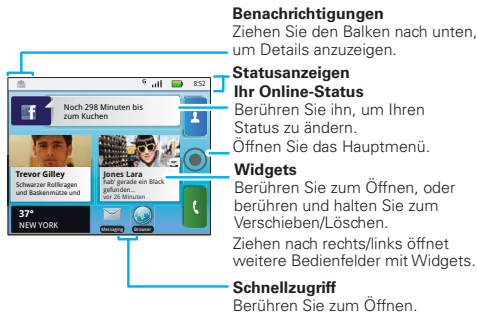 Benachrichtigungen
Ziehen Sie den Balken nach unten,
um Details anzuzeigen.
Statusanzeigen
Ihr Online-Status
Berühren Sie ihn, um Ihren
Status zu ändern.
Öffnen Sie das Hauptmenü.
Widgets
Berühren Sie zum Öffnen, oder
berühren und halten Sie zum
Verschieben/Löschen.
Ziehen nach rechts/links öffnet
weitere Bedienfelder mit Widgets.
Schnellzugriff
Berühren Sie zum Öffnen.
G 8:52
f
Noch 298 Minuten bis
zum Kuchen
Trevor Gilley
Schwarzer Rollkragen
und Baskenmütze und
Jones Lara
hab' gerade ein Black
gefunden...
vor 26 Minuten
37°
NEW YORK
Messaging
Browser